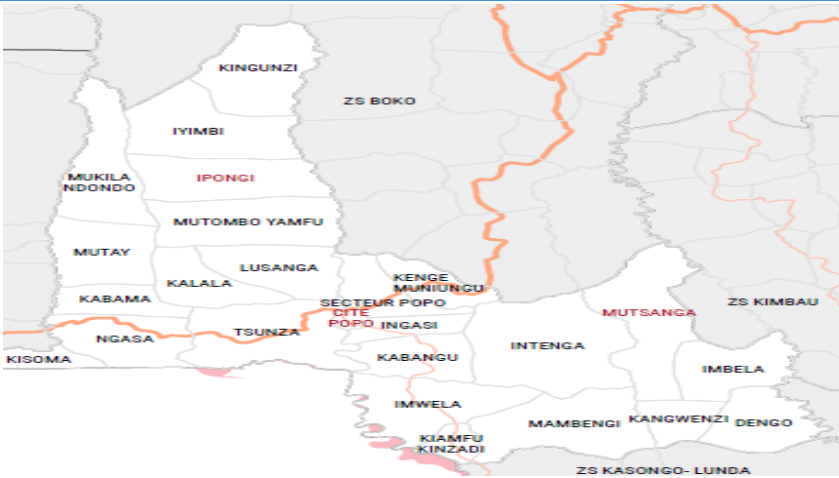 KINGUNZI
ZS BOKO
IYIMBI
MUKILA
NDONDO
IPONGI
MUTOMBO YAMFU
MUTAY
LUSANGA
KALALA
KENGE
MUNIUNGU
KABAMA
SECTEUR POPO
CITE
POPO
INGASI
MUTSANGA
ZS KIMBAU
NGASA
TSUNZA
KISOMA
KABANGU
INTENGA
IMBELA
IMWELA
MAMBENGI
KANGWENZI
DENGO
KIAMFU
KINZADI
ZS KASONGO- LUNDA